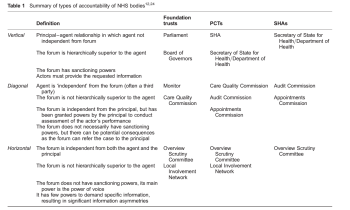 Table 1 Summary of types of accountability of NHS bodies
Definition Foundation trusts PCTs SHAs
Vertical Principal–agent relationship in which agent not independent from forum Parliament SHA Secretary of State for Health/Department of Health
The forum is hierarchically superior to the agent Board of Governors Secretary of State for Health/Department of Health
The forum has sanctioning powers
Actors must provide the requested information
Diagonal Agent is 'independent' from the forum (often a third party) Monitor Care Quality Commission Audit Commission
The forum is not hierarchically superior to the agent Care Quality Commission Audit Commission Appointments Commission
The forum is independent from the principal, but has been granted powers by the principal to conduct assessment of the actor's performance Appointments Commission
The forum does not necessarily have sanctioning powers, but there can be potential consequences as the forum can refer the case to the principal
Horizontal The forum is independent from both the agent and the principal Overview Scrutiny Committee Overview Scrutiny Committee Overview Scrutiny Committee
The forum is not hierarchically superior to the agent Local Involvement Network Local Involvement Network
The forum does not have sanctioning powers, its main power is the power of voice
It has few powers to demand specific information, resulting in significant information asymmetries